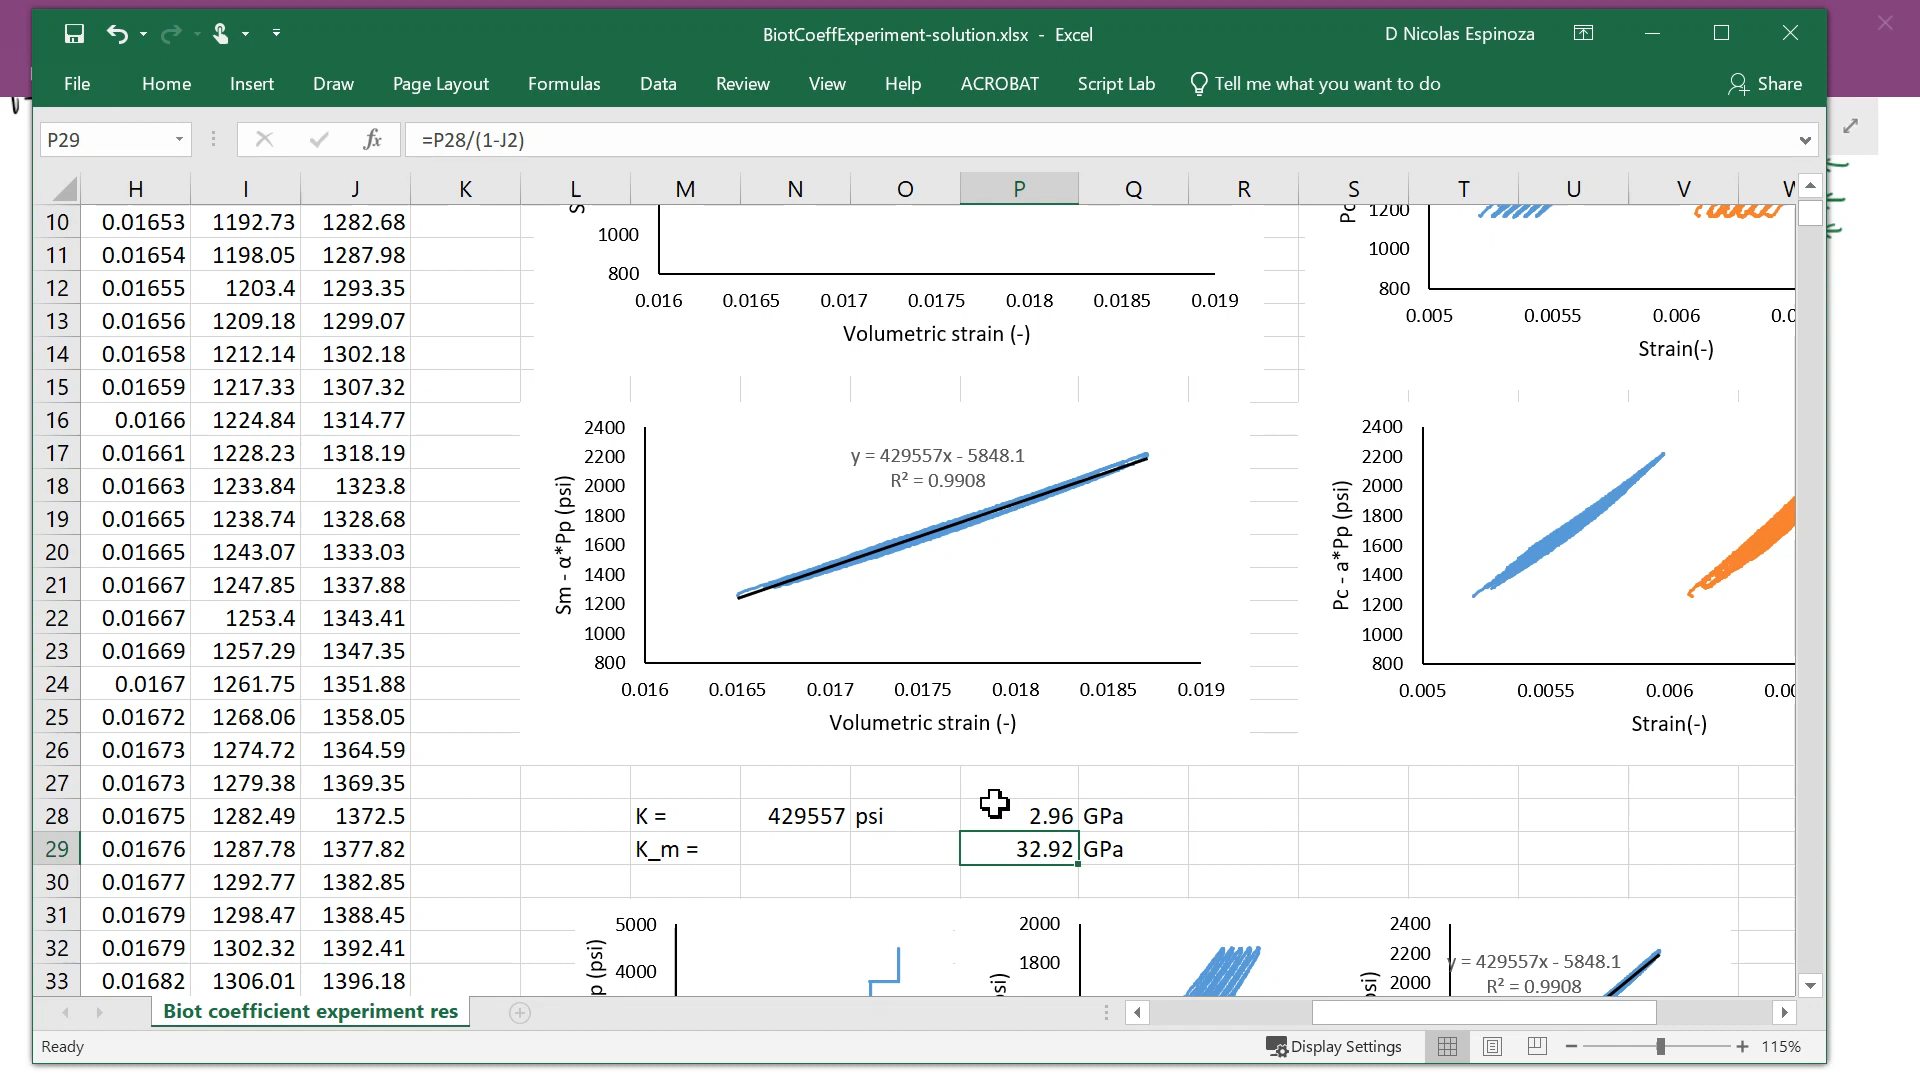 BiotCoeffExperiment-solution.xlsx - Excel
D Nicolas Espinoza
File Home Insert Draw Page Layout Formulas Data Review View Help ACROBAT Script Lab Tell me what you want to do Share
P29 fx =P28/(1-J2)
H I J K L M N O P Q R S T U V W
10 0.01653 1192.73 1282.68
11 0.01654 1198.05 1287.98
12 0.01655 1203.4 1293.35
13 0.01656 1209.18 1299.07
14 0.01658 1212.14 1302.18
15 0.01659 1217.33 1307.32
16 0.0166 1224.84 1314.77
17 0.01661 1228.23 1318.19
18 0.01663 1233.84 1323.8
19 0.01665 1238.74 1328.68
20 0.01665 1243.07 1333.03
21 0.01667 1247.85 1337.88
22 0.01667 1253.4 1343.41
23 0.01669 1257.29 1347.35
24 0.0167 1261.75 1351.88
25 0.01672 1268.06 1358.05
26 0.01673 1274.72 1364.59
27 0.01673 1279.38 1369.35
28 0.01675 1282.49 1372.5
29 0.01676 1287.78 1377.82
30 0.01677 1292.77 1382.85
31 0.01679 1298.47 1388.45
32 0.01679 1302.32 1392.41
33 0.01682 1306.01 1396.18
1000
800
0.016 0.0165 0.017 0.0175 0.018 0.0185 0.019
Volumetric strain (-)
Pc
1200
1000
800
0.005 0.0055 0.006
Strain(-)
Sm - α*Pp (psi)
2400
2200
2000
1800
1600
1400
1200
1000
800
y = 429557x - 5848.1
R² = 0.9908
0.016 0.0165 0.017 0.0175 0.018 0.0185 0.019
Volumetric strain (-)
Pc - a*Pp (psi)
2400
2200
2000
1800
1600
1400
1200
1000
800
0.005 0.0055 0.006
Strain(-)
K = 429557 psi 2.96 GPa
K_m = 32.92 GPa
p (psi)
5000
4000
psi)
2000
1800
psi)
2400
2200
2000
y = 429557x - 5848.1
R² = 0.9908
Biot coefficient experiment res
Ready
Display Settings
115%